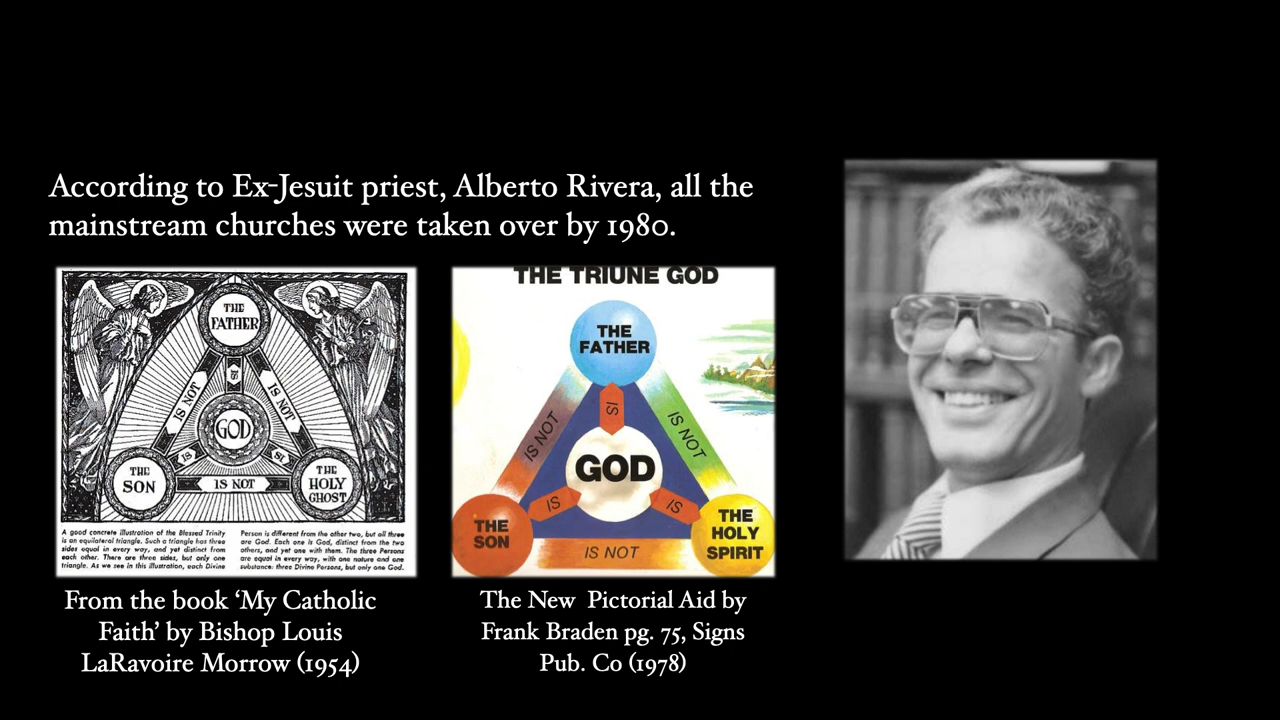 According to Ex-Jesuit priest, Alberto Rivera, all the
mainstream churches were taken over by 1980.
THE
FATHER
IS NOT
IS
IS NOT
GOD
IS
IS
THE
SON
IS NOT
THE
HOLY
GHOST
A good concrete illustration of the Blessed Trinity
is an equilateral triangle. Such a triangle has three
sides equal in every way, and yet distinct from
each other. There are three sides, but only one
triangle. As we see in this illustration, each Divine
Person is different from the other two, but all three
are God. Each one is God, distinct from the two
others, and yet one with them. The three Persons
are equal in every way, with one nature and one
substance: three Divine Persons, but only one God.
From the book ‘My Catholic
Faith’ by Bishop Louis
LaRavoire Morrow (1954)
THE TRIUNE GOD
THE
FATHER
IS NOT
IS
IS NOT
GOD
IS
IS
THE
SON
IS NOT
THE
HOLY
SPIRIT
The New Pictorial Aid by
Frank Braden pg. 75, Signs
Pub. Co (1978)